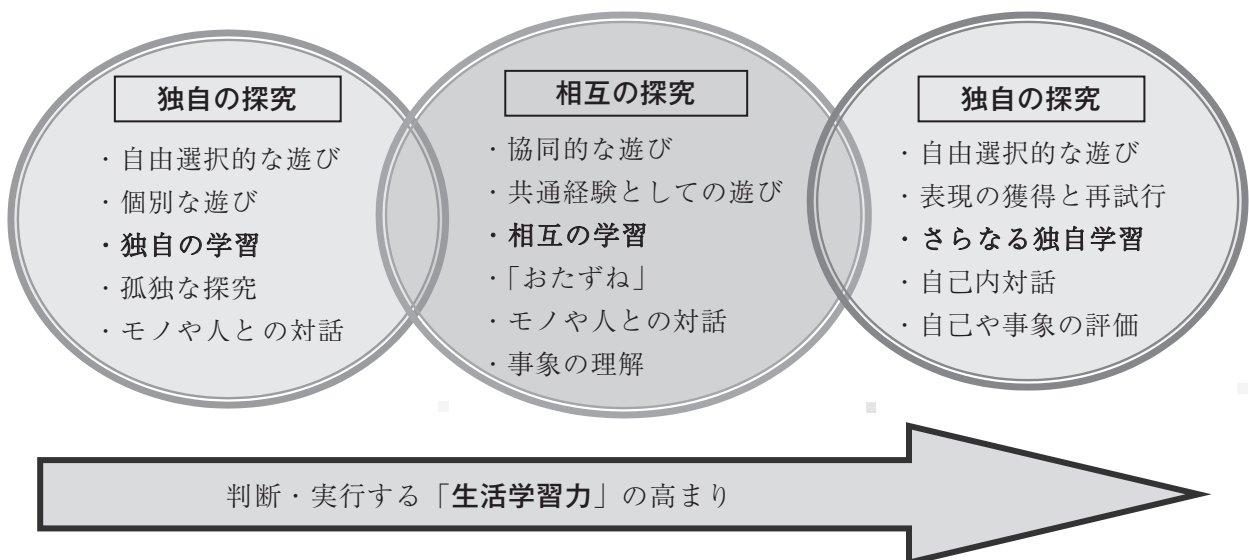 独自の探究
・自由選択的な遊び
・個別な遊び
・独自の学習
・孤独な探究
・モノや人との対話
相互の探究
・協同的な遊び
・共通経験としての遊び
・相互の学習
・「おたずね」
・モノや人との対話
・事象の理解
独自の探究
・自由選択的な遊び
・表現の獲得と再試行
・さらなる独自学習
・自己内対話
・自己や事象の評価
判断・実行する「生活学習力」の高まり